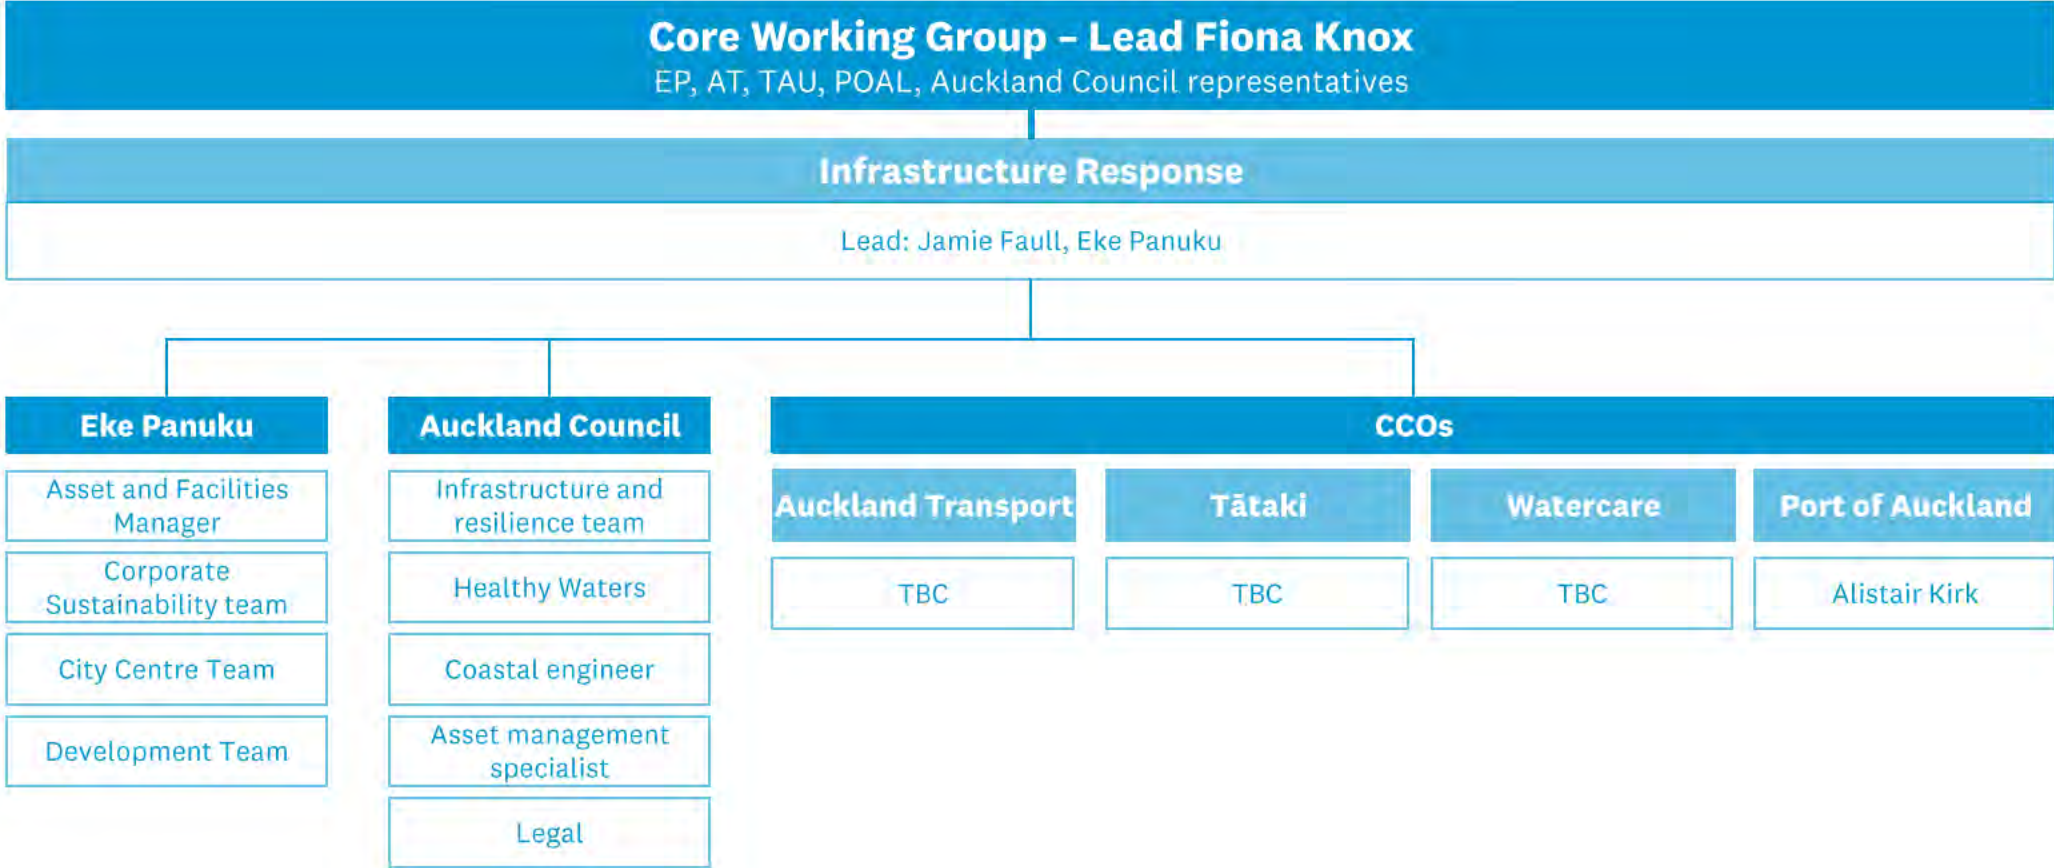 Core Working Group – Lead Fiona Knox
EP, AT, TAU, POAL, Auckland Council representatives
Infrastructure Response
Lead: Jamie Faull, Eke Panuku
Eke Panuku
Asset and Facilities
Manager
Corporate
Sustainability team
City Centre Team
Development Team
Auckland Council
Infrastructure and
resilience team
Healthy Waters
Coastal engineer
Asset management
specialist
Legal
CCOs
Auckland Transport
TBC
Tātaki
TBC
Watercare
TBC
Port of Auckland
Alistair Kirk